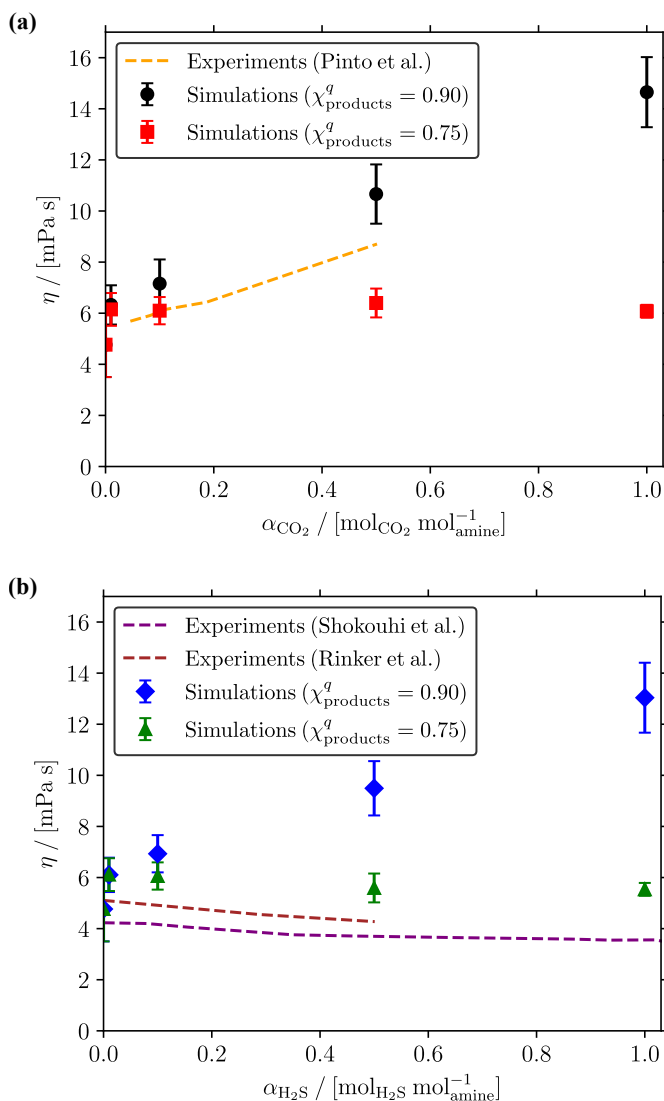 (a)
16
14
12
10
8
6
4
2
0
η / [mPa s]
Experiments (Pinto et al.)
Simulations (χ^q_products = 0.90)
Simulations (χ^q_products = 0.75)
0.0 0.2 0.4 0.6 0.8 1.0
α_CO₂ / [mol_CO₂ mol⁻¹_amine]
(b)
16
14
12
10
8
6
4
2
0
η / [mPa s]
Experiments (Shokouhi et al.)
Experiments (Rinker et al.)
Simulations (χ^q_products = 0.90)
Simulations (χ^q_products = 0.75)
0.0 0.2 0.4 0.6 0.8 1.0
α_H₂S / [mol_H₂S mol⁻¹_amine]